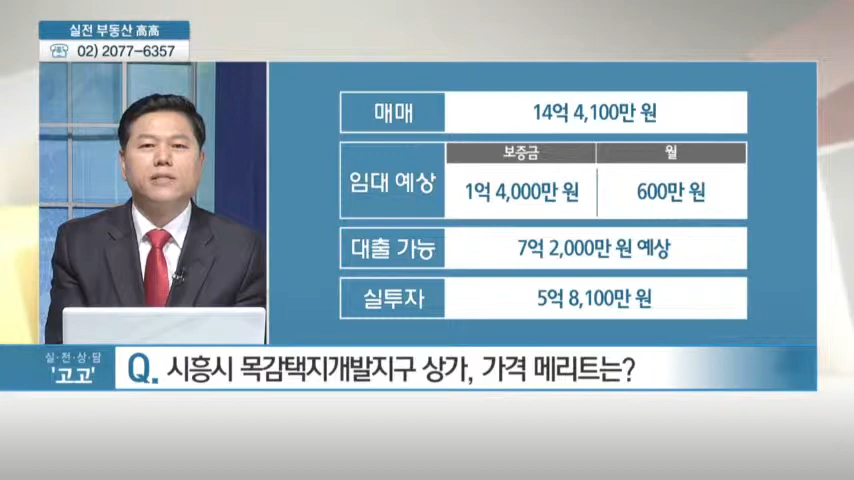 실전 부동산 高高
02) 2077-6357
매매 14억 4,100만 원
보증금 월
임대 예상 1억 4,000만 원 600만 원
대출 가능 7억 2,000만 원 예상
실투자 5억 8,100만 원
실·전·상·담
'고고'
Q. 시흥시 목감택지개발지구 상가, 가격 메리트는?